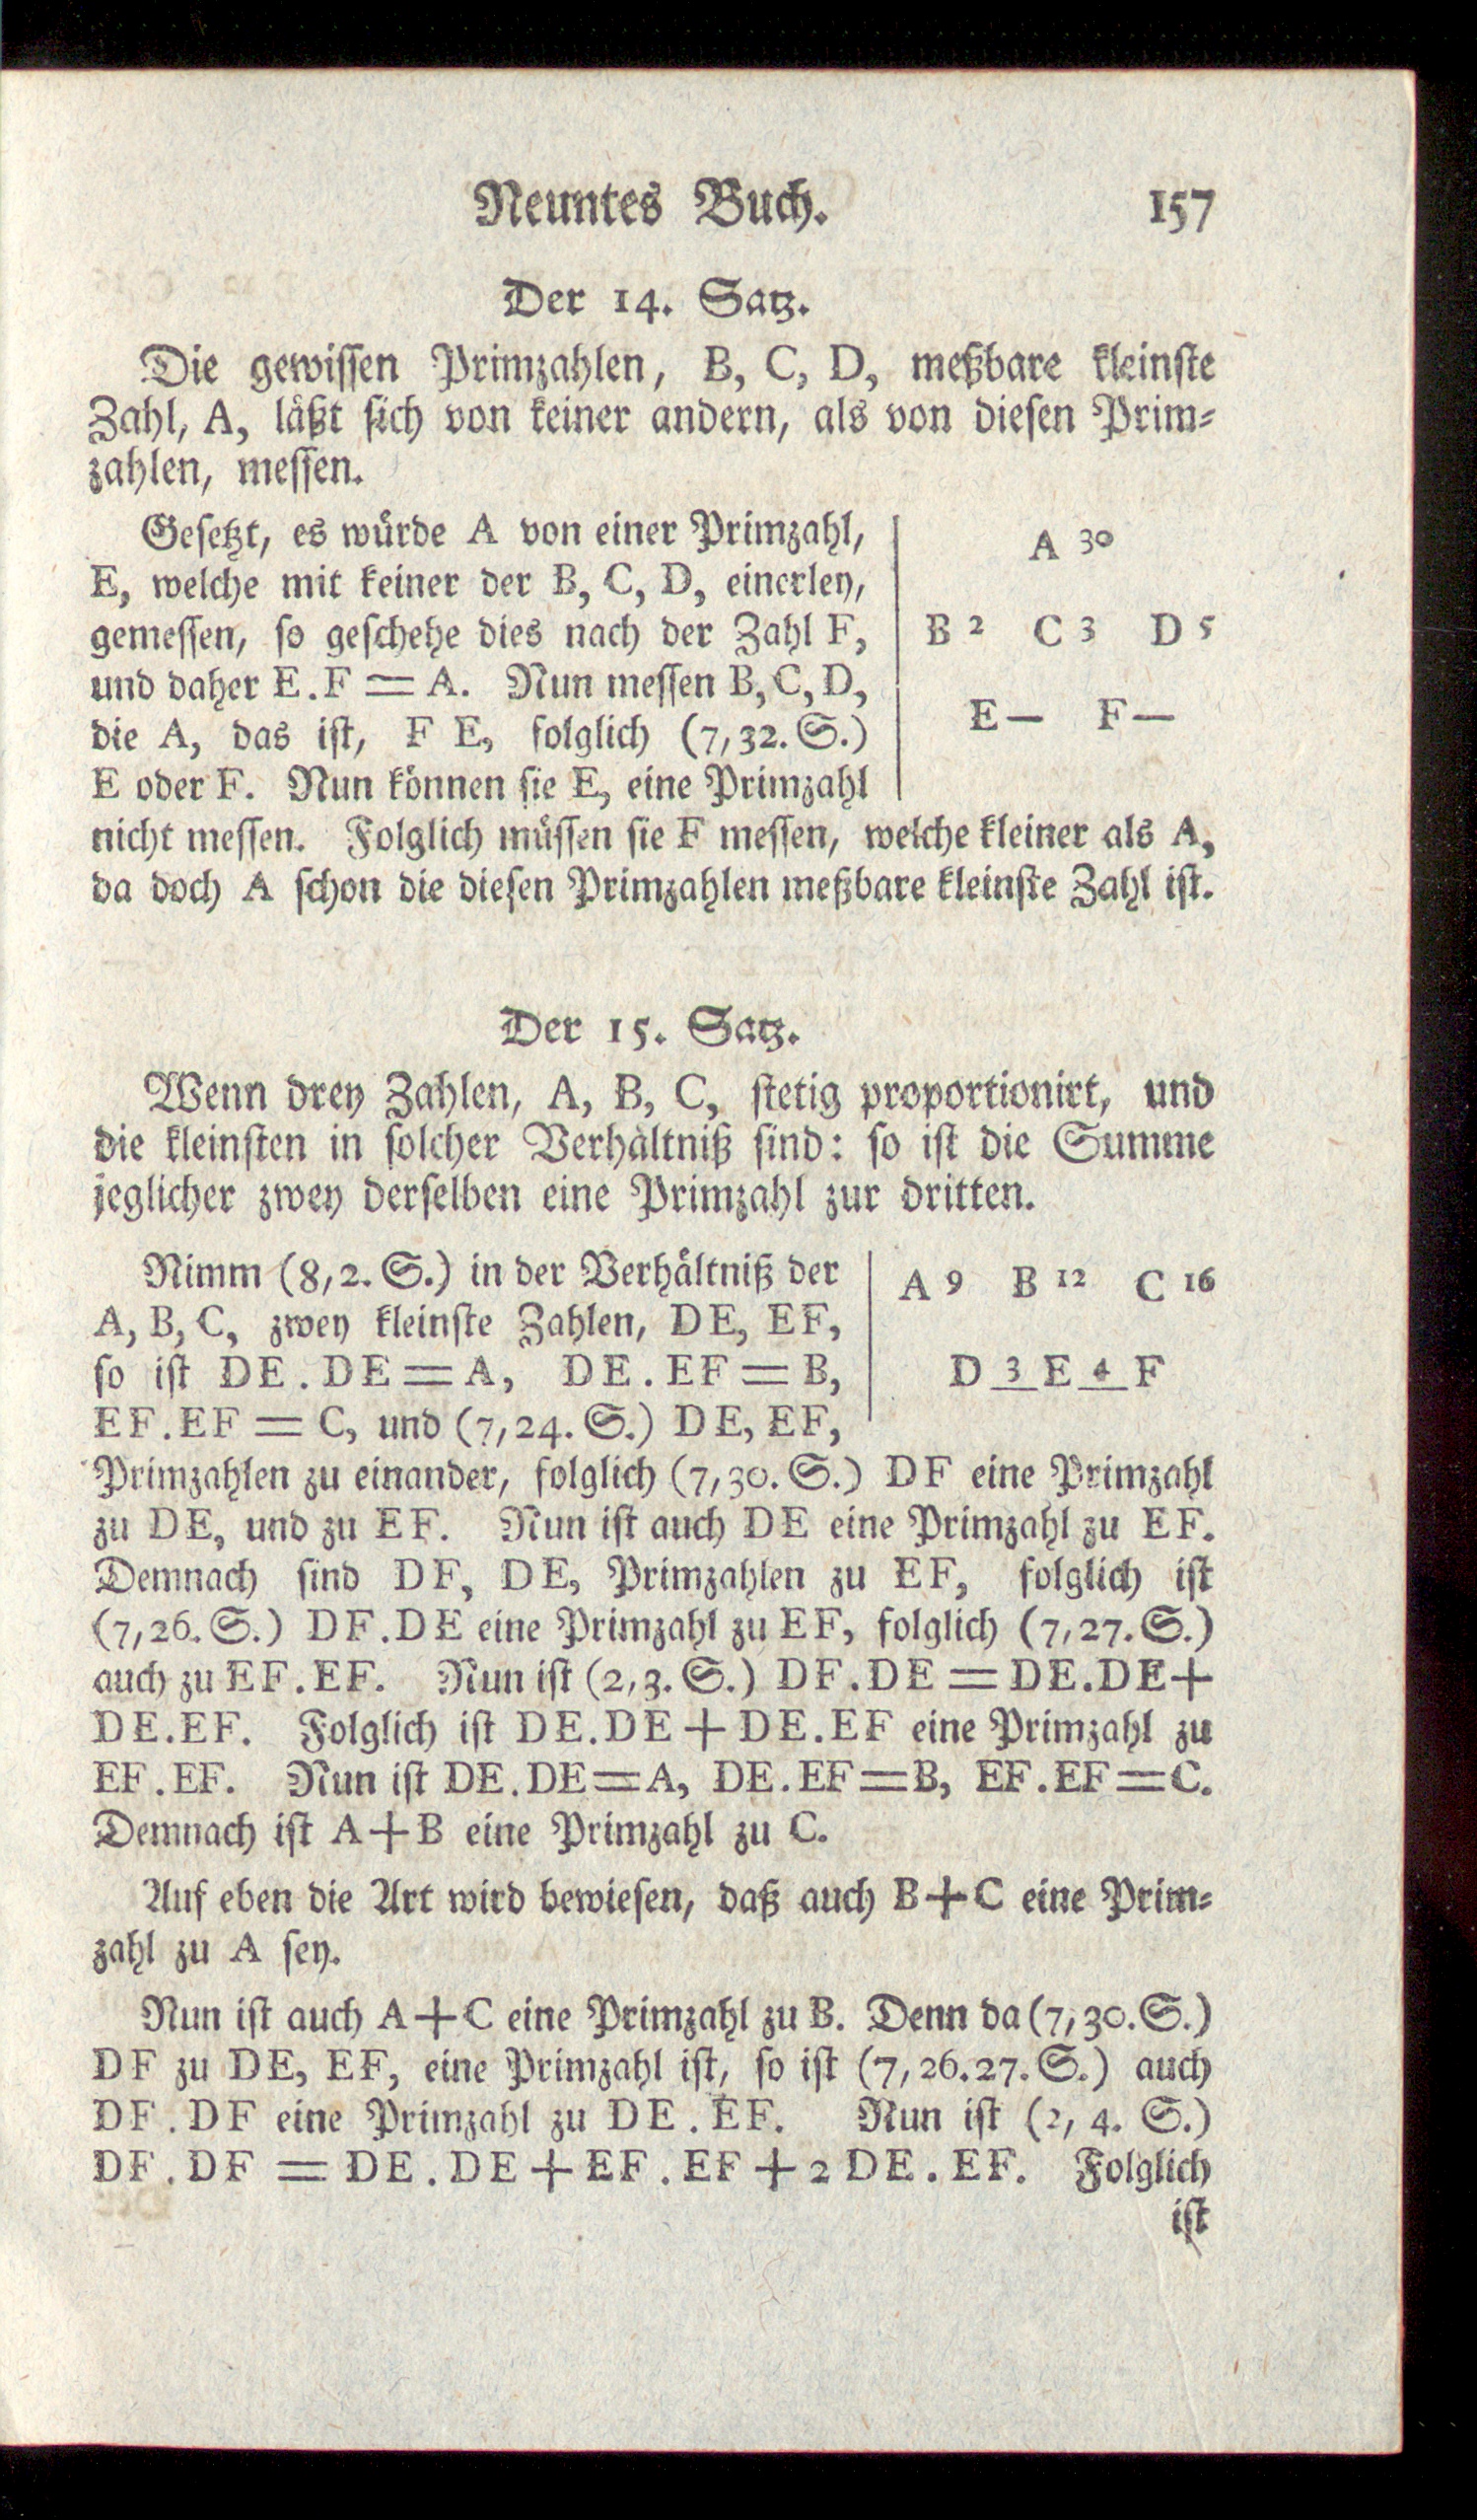 Neuntes Buch. 157
Der 14. Satz.
Die gewissen Primzahlen, B, C, D, meßbare kleinste
Zahl, A, läßt sich von keiner andern, als von diesen Prim-
zahlen, messen.
Gesetzt, es würde A von einer Primzahl,
E, welche mit keiner der B, C, D, einerley,
gemessen, so geschehe dies nach der Zahl F,
und daher E.F = A. Nun messen B, C, D,
die A, das ist, F E, folglich (7,32. S.)
E oder F. Nun können sie E, eine Primzahl
A 30
B 2 C 3 D 5
E— F—
nicht messen. Folglich müssen sie F messen, welche kleiner als A,
da doch A schon die diesen Primzahlen meßbare kleinste Zahl ist.
Der 15. Satz.
Wenn drey Zahlen, A, B, C, stetig proportionirt, und
die kleinsten in solcher Verhältniß sind: so ist die Summe
jeglicher zwey derselben eine Primzahl zur dritten.
Nimm (8,2. S.) in der Verhältniß der
A, B, C, zwey kleinste Zahlen, DE, EF,
so ist DE.DE = A, DE.EF = B,
EF.EF = C, und (7,24. S.) DE, EF,
A 9 B 12 C 16
D 3 E 4 F
Primzahlen zu einander, folglich (7,30. S.) DF eine Primzahl
zu DE, und zu EF. Nun ist auch DE eine Primzahl zu EF.
Demnach sind DF, DE, Primzahlen zu EF, folglich ist
(7,26. S.) DF.DE eine Primzahl zu EF, folglich (7,27. S.)
auch zu EF.EF. Nun ist (2,3. S.) DF.DE = DE.DE+
DE.EF. Folglich ist DE.DE + DE.EF eine Primzahl zu
EF.EF. Nun ist DE.DE = A, DE.EF = B, EF.EF = C.
Demnach ist A+B eine Primzahl zu C.
Auf eben die Art wird bewiesen, daß auch B+C eine Prim-
zahl zu A sey.
Nun ist auch A+C eine Primzahl zu B. Denn da (7,30. S.)
DF zu DE, EF, eine Primzahl ist, so ist (7,26.27. S.) auch
DF.DF eine Primzahl zu DE.EF. Nun ist (2, 4. S.)
DF.DF = DE.DE + EF.EF + 2 DE.EF. Folglich
ist